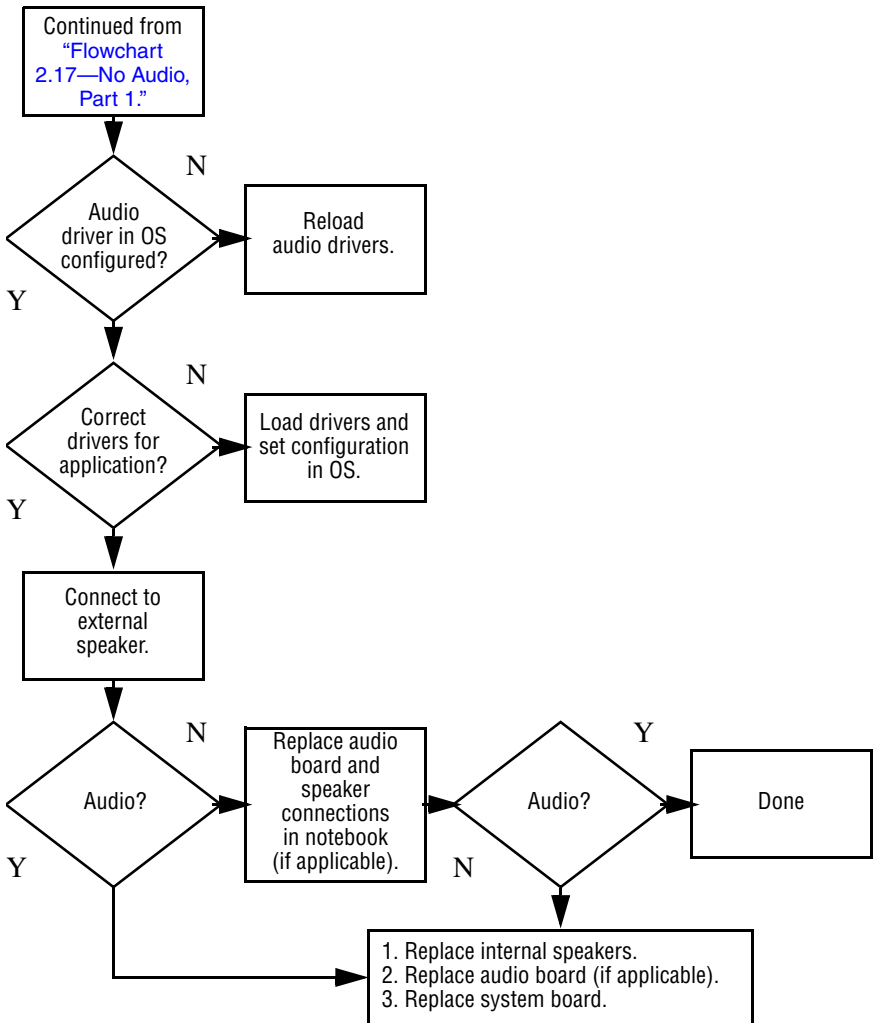 Continued from
“Flowchart
2.17—No Audio,
Part 1.”
N
Audio
driver in OS
configured?
Reload
audio drivers.
Y
N
Correct
drivers for
application?
Load drivers and
set configuration
in OS.
Y
Connect to
external
speaker.
N
Audio?
Y
Replace audio
board and
speaker
connections
in notebook
(if applicable).
Y
Audio?
N
Done
1. Replace internal speakers.
2. Replace audio board (if applicable).
3. Replace system board.